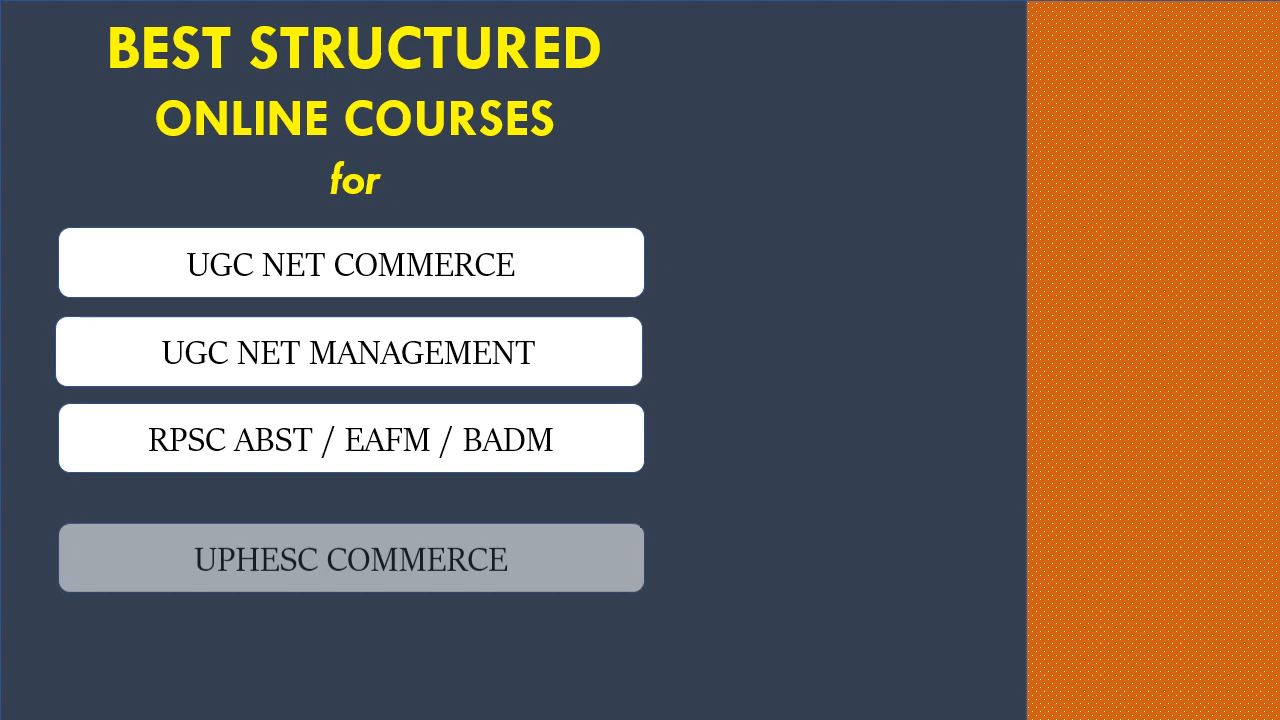 BEST STRUCTURED
ONLINE COURSES
for
UGC NET COMMERCE
UGC NET MANAGEMENT
RPSC ABST / EAFM / BADM
UPHESC COMMERCE